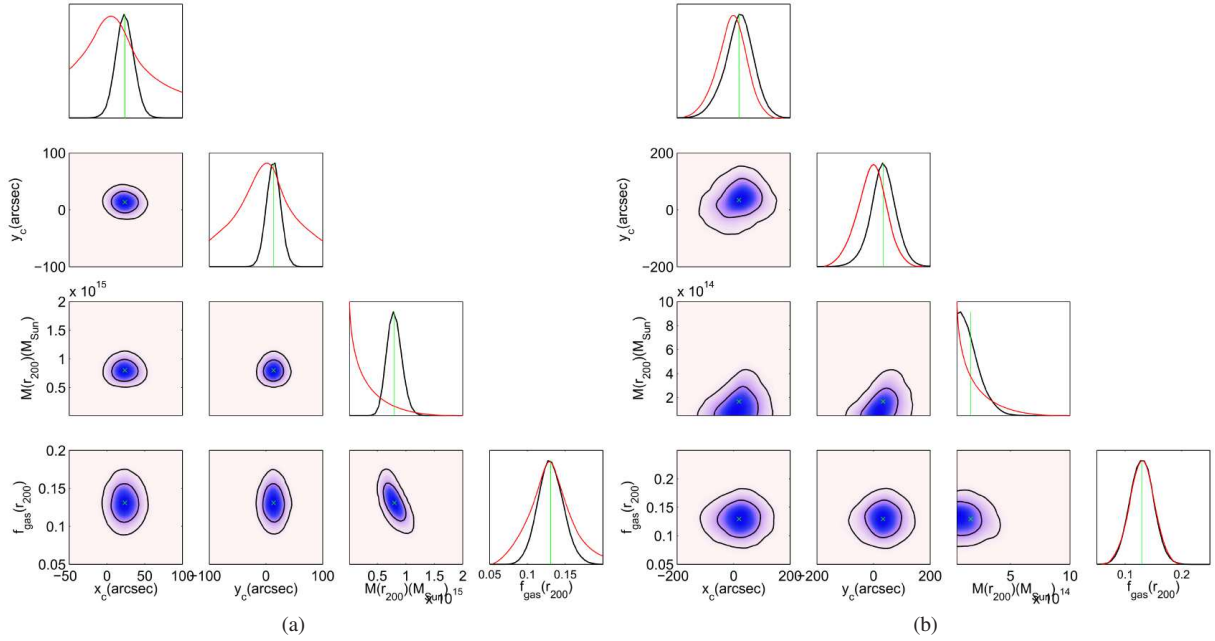 100
0
−100
y_c(arcsec)
× 10^15
2
1.5
1
0.5
M(r_200)(M_Sun)
0.2
0.15
0.1
0.05
f_gas(r_200)
−50 0 50 100
x_c(arcsec)
−100 0 100
y_c(arcsec)
0.5 1 1.5 2
M(r_200)(M_Sun) × 10^15
0.05 0.1 0.15
f_gas(r_200)
(a)
200
0
−200
y_c(arcsec)
× 10^14
10
8
6
4
2
M(r_200)(M_Sun)
0.25
0.2
0.15
0.1
0.05
f_gas(r_200)
−200 0 200
x_c(arcsec)
−200 0 200
y_c(arcsec)
5 10
M(r_200)(M_Sun) × 10^14
0.1 0.2
f_gas(r_200)
(b)